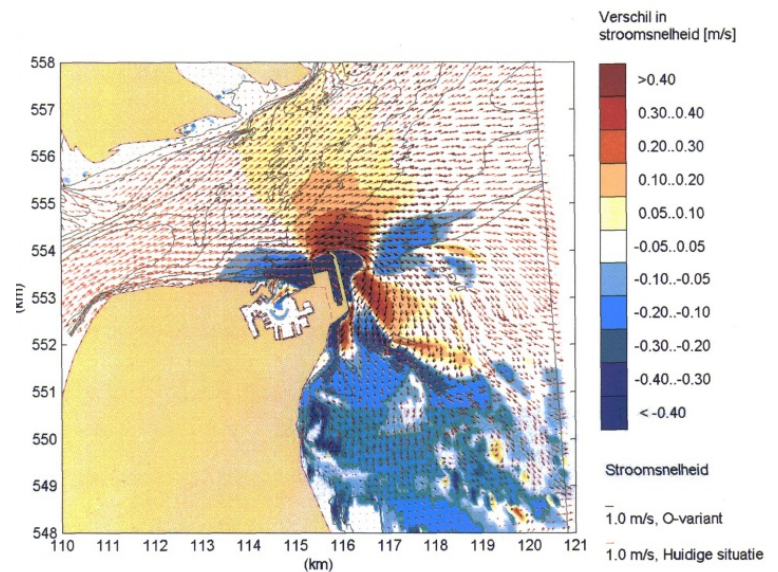 Verschil in
stroomsnelheid [m/s]
>0.40
0.30..0.40
0.20..0.30
0.10..0.20
0.05..0.10
-0.05..0.05
-0.10..-0.05
-0.20..-0.10
-0.30..-0.20
-0.40..-0.30
< -0.40
Stroomsnelheid
1.0 m/s, O-variant
1.0 m/s, Huidige situatie
558
557
556
555
554
553
552
551
550
549
548
(km)
110 111 112 113 114 115 116 117 118 119 120 121
(km)